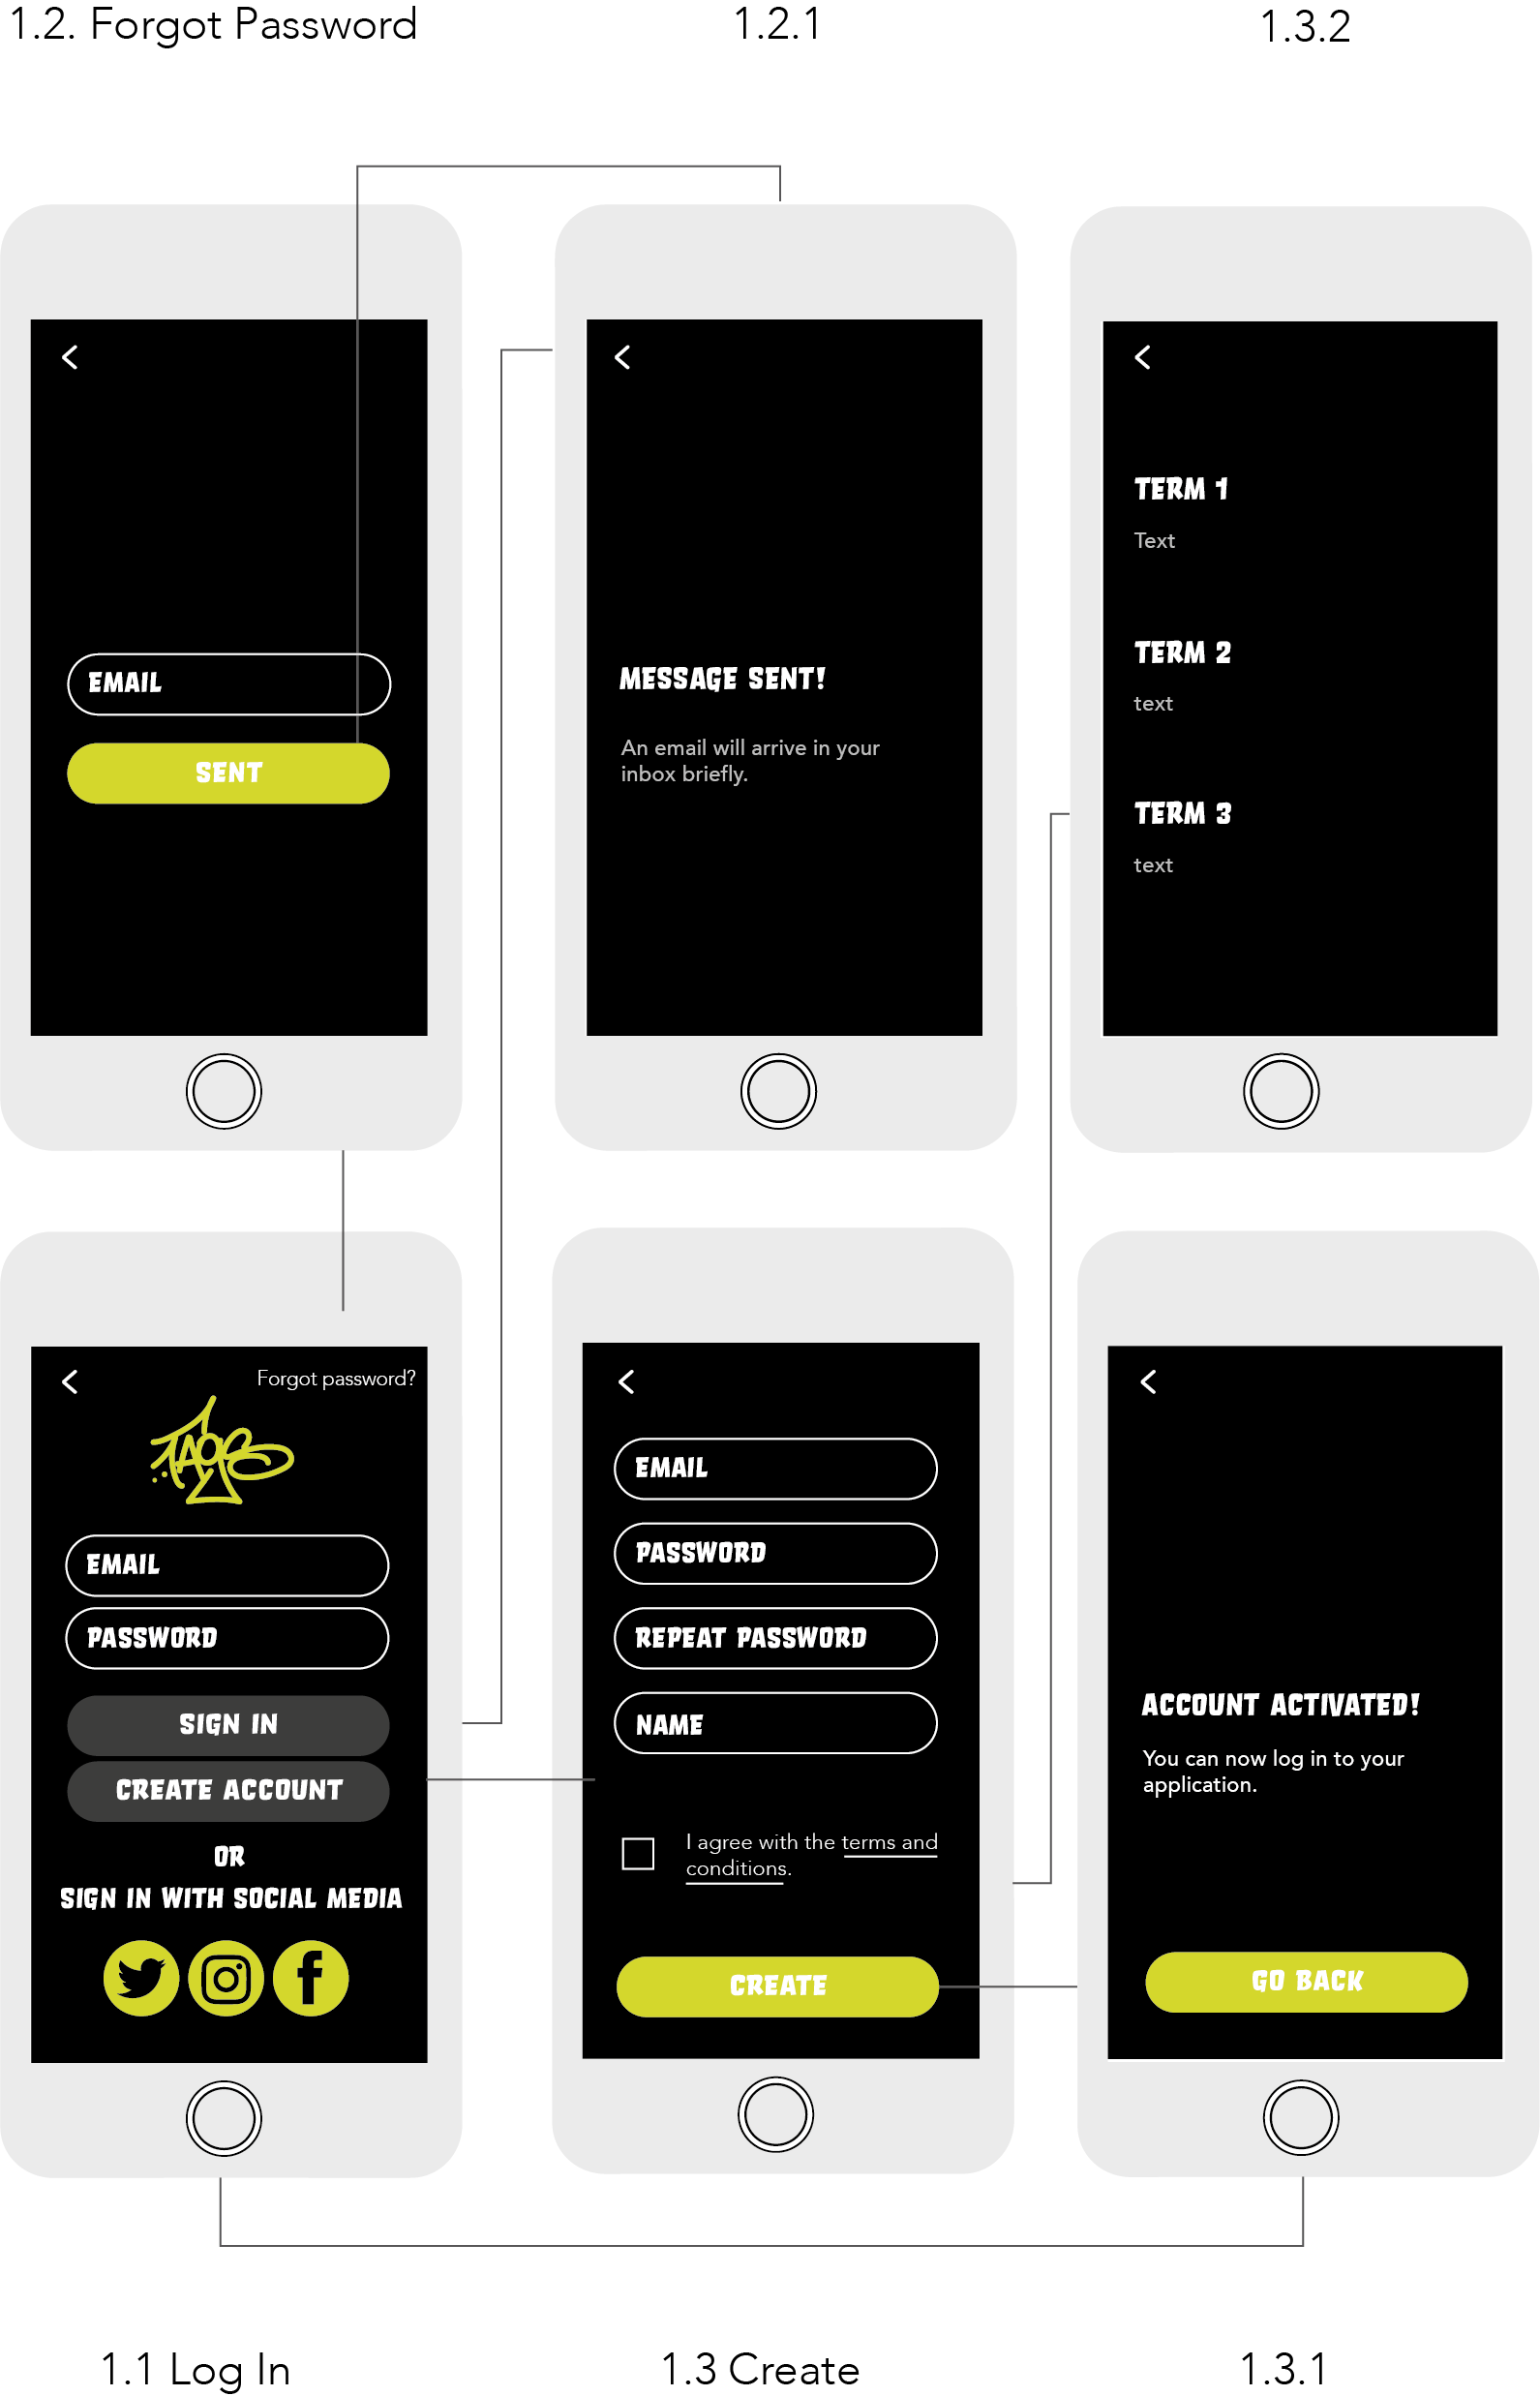 1.2. Forgot Password
1.2.1
1.3.2
EMAIL
SENT
MESSAGE SENT!
An email will arrive in your
inbox briefly.
TERM 1
Text
TERM 2
text
TERM 3
text
Forgot password?
EMAIL
PASSWORD
SIGN IN
CREATE ACCOUNT
OR
SIGN IN WITH SOCIAL MEDIA
EMAIL
PASSWORD
REPEAT PASSWORD
NAME
I agree with the terms and
conditions.
CREATE
ACCOUNT ACTIVATED!
You can now log in to your
application.
GO BACK
1.1 Log In
1.3 Create
1.3.1